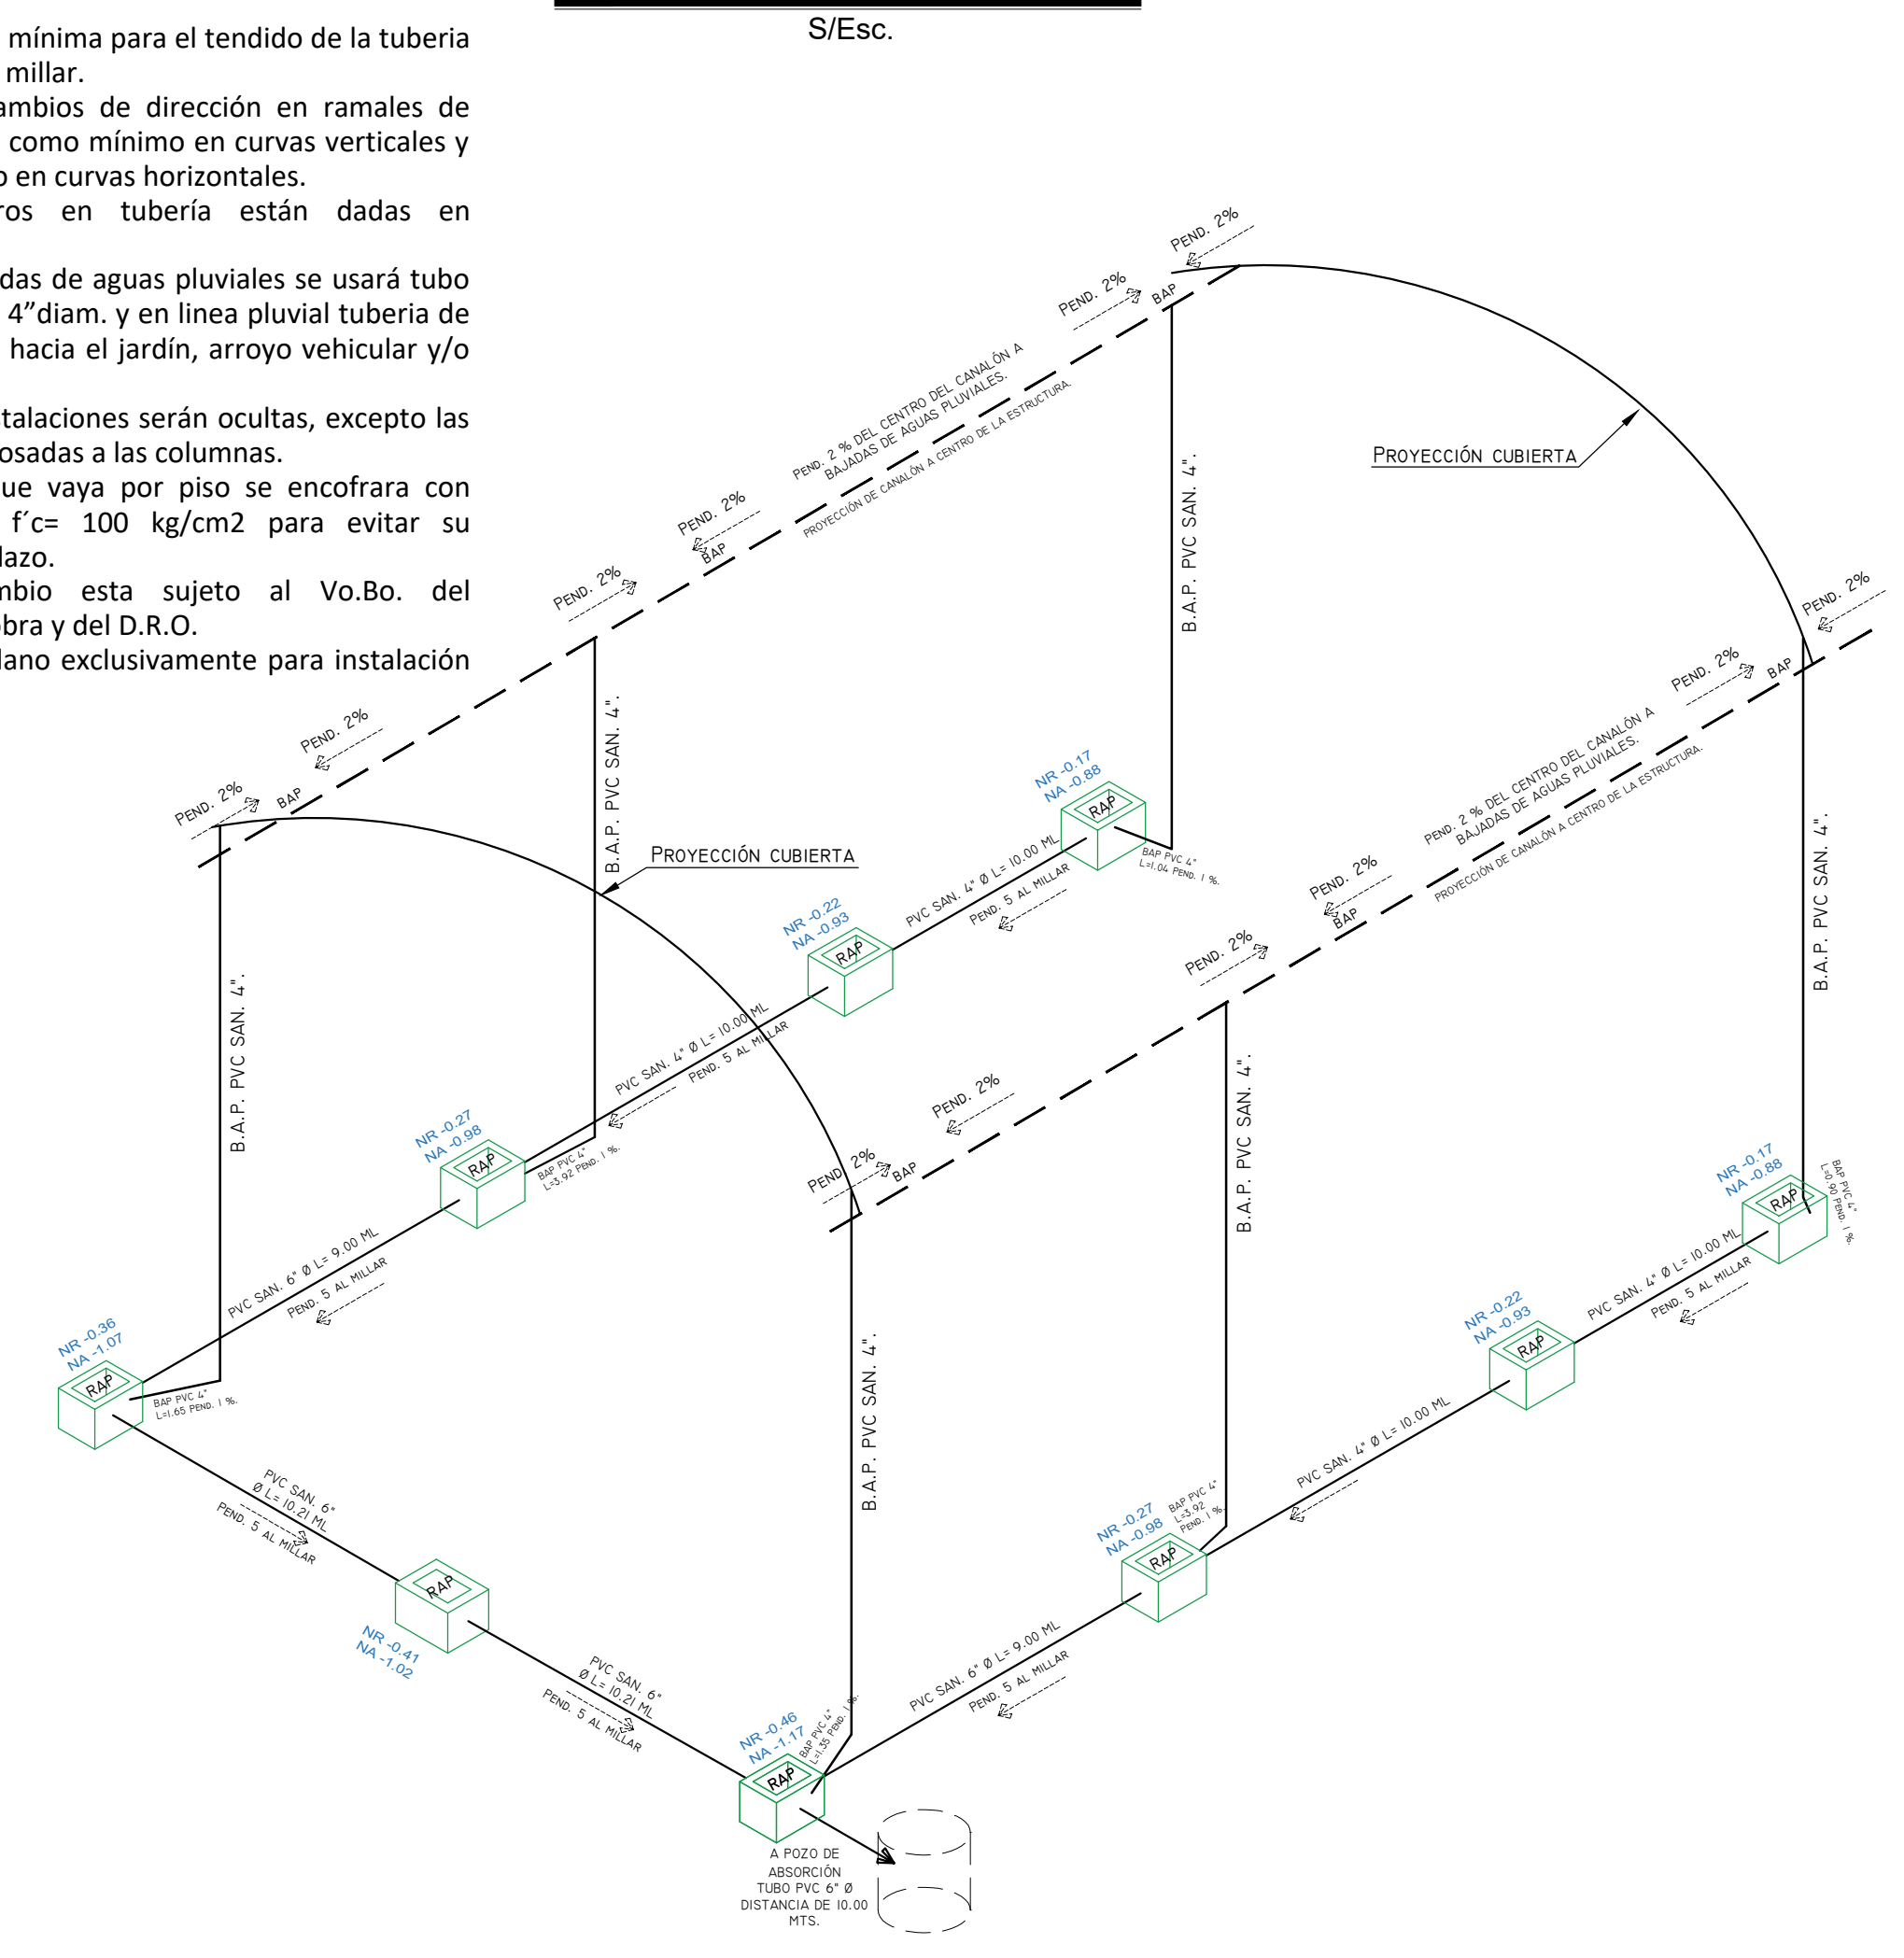 S/Esc.
mínima para el tendido de la tuberia
millar.
ambios de dirección en ramales de
como mínimo en curvas verticales y
o en curvas horizontales.
ros en tubería están dadas en
das de aguas pluviales se usará tubo
4”diam. y en linea pluvial tuberia de
hacia el jardín, arroyo vehicular y/o
stalaciones serán ocultas, excepto las
osadas a las columnas.
ue vaya por piso se encofrara con
f´c= 100 kg/cm2 para evitar su
lazo.
mbio esta sujeto al Vo.Bo. del
obra y del D.R.O.
lano exclusivamente para instalación
PEND. 2%
PEND. 2%
BAP
PEND. 2 % DEL CENTRO DEL CANALÓN A
BAJADAS DE AGUAS PLUVIALES.
PROYECCIÓN DE CANALÓN A CENTRO DE LA ESTRUCTURA.
PROYECCIÓN CUBIERTA
B.A.P. PVC SAN. 4".
PEND. 2%
BAP
PEND. 2%
PEND. 2%
PEND. 2%
BAP
B.A.P. PVC SAN. 4".
PEND. 2%
PEND. 2%
BAP
PEND. 2 % DEL CENTRO DEL CANALÓN A
BAJADAS DE AGUAS PLUVIALES.
PROYECCIÓN DE CANALÓN A CENTRO DE LA ESTRUCTURA.
B.A.P. PVC SAN. 4".
PROYECCIÓN CUBIERTA
NR -0.17
NA -0.88
RAP
BAP PVC 4"
L=1.04 PEND. 1 %.
PVC SAN. 4" Ø L= 10.00 ML
PEND. 5 AL MILLAR
NR -0.22
NA -0.93
RAP
PEND. 2%
BAP
PEND. 2%
B.A.P. PVC SAN. 4".
PVC SAN. 4" Ø L= 10.00 ML
PEND. 5 AL MILLAR
PEND. 2%
NR -0.27
NA -0.98
RAP
BAP PVC 4"
L=3.92 PEND. 1 %.
PEND. 2%
BAP
B.A.P. PVC SAN. 4".
NR -0.17
NA -0.88
RAP
BAP PVC 4"
L=0.90 PEND. 1 %.
PVC SAN. 4" Ø L= 10.00 ML
PEND. 5 AL MILLAR
PVC SAN. 6" Ø L= 9.00 ML
PEND. 5 AL MILLAR
NR -0.36
NA -1.07
RAP
BAP PVC 4"
L=1.65 PEND. 1 %.
NR -0.22
NA -0.93
RAP
PVC SAN. 4" Ø L= 10.00 ML
B.A.P. PVC SAN. 4".
PVC SAN. 6"
Ø L= 10.21 ML
PEND. 5 AL MILLAR
NR -0.27
NA -0.98
RAP
BAP PVC 4"
L=3.92
PEND. 1 %.
RAP
NR -0.41
NA -1.02
PVC SAN. 6"
Ø L= 10.21 ML
PEND. 5 AL MILLAR
PVC SAN. 6" Ø L= 9.00 ML
PEND. 5 AL MILLAR
NR -0.46
NA -1.17
RAP
BAP PVC 4"
L=1.35 PEND. 1 %.
A POZO DE
ABSORCIÓN
TUBO PVC 6" Ø
DISTANCIA DE 10.00
MTS.